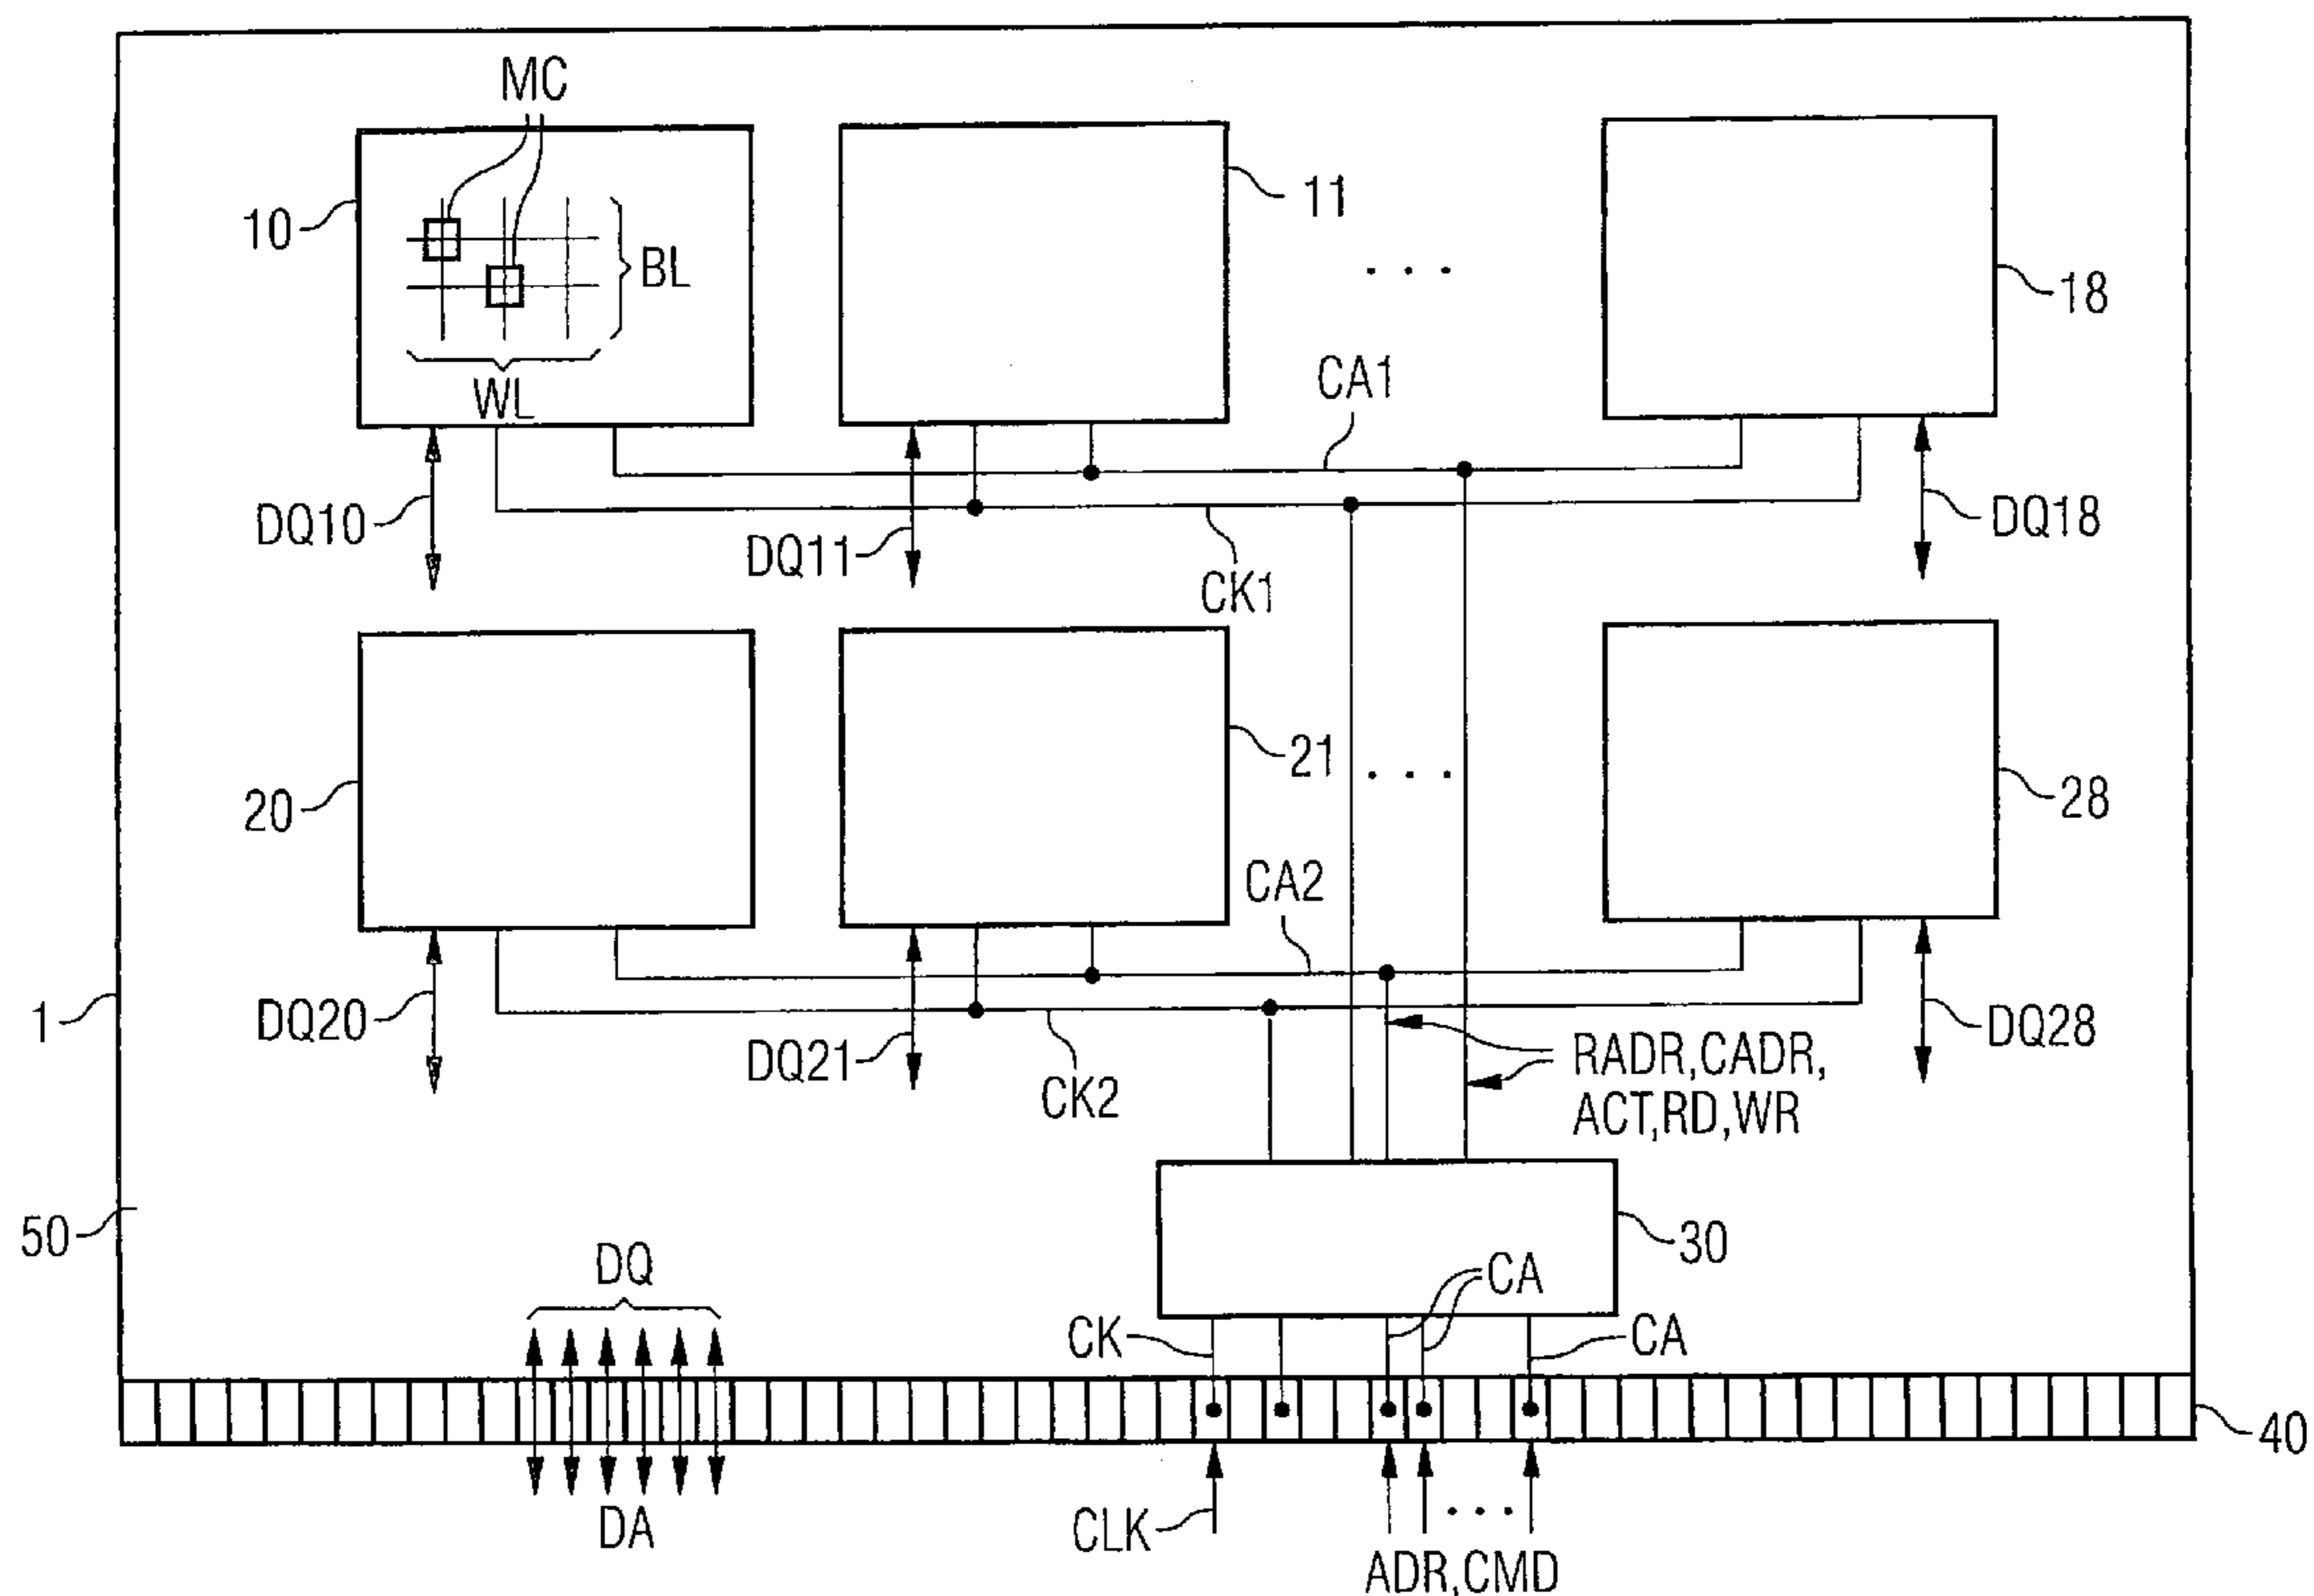 MC
10
11
BL
18
WL
CA1
DQ10
DQ11
CK1
DQ18
20
21
28
CA2
1
DQ20
DQ21
CK2
DQ28
RADR,CADR,
ACT,RD,WR
50
30
DQ
CA
CK
CA
40
DA
CLK
ADR,CMD